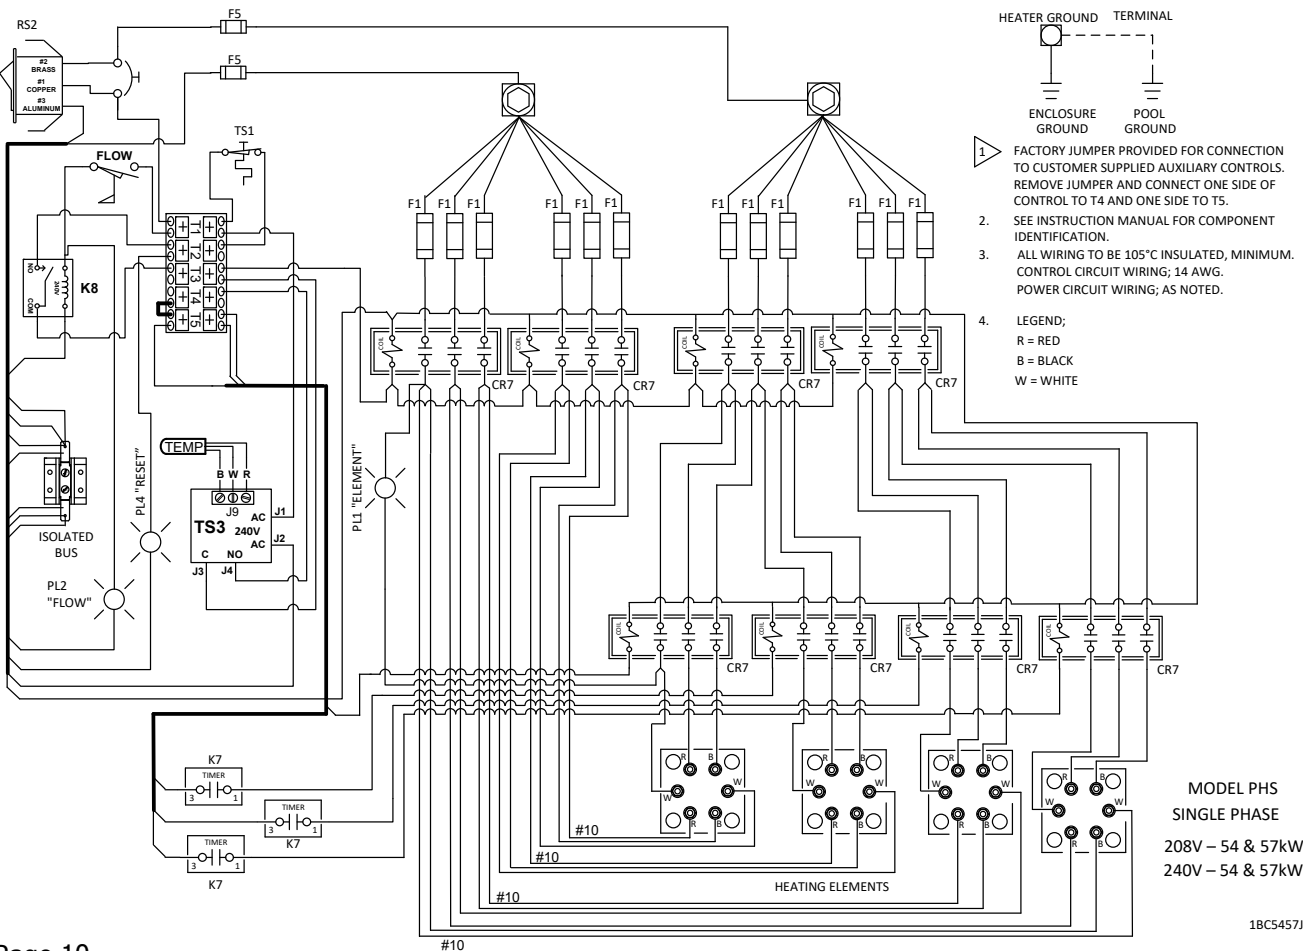 RS2
F5
#2
BRASS
#1
COPPER
#3
ALUMINUM
F5
HEATER GROUND
TERMINAL
ENCLOSURE
GROUND
POOL
GROUND
1
FACTORY JUMPER PROVIDED FOR CONNECTION
TO CUSTOMER SUPPLIED AUXILIARY CONTROLS.
REMOVE JUMPER AND CONNECT ONE SIDE OF
CONTROL TO T4 AND ONE SIDE TO T5.
2. SEE INSTRUCTION MANUAL FOR COMPONENT
IDENTIFICATION.
3. ALL WIRING TO BE 105°C INSULATED, MINIMUM.
CONTROL CIRCUIT WIRING; 14 AWG.
POWER CIRCUIT WIRING; AS NOTED.
4. LEGEND;
R = RED
B = BLACK
W = WHITE
FLOW
TS1
T1
T2
T3
T4
T5
NO
COM
240V
K8
F1 F1 F1 F1 F1 F1 F1 F1 F1 F1 F1 F1
COIL COIL COIL COIL
CR7 CR7 CR7 CR7
TEMP
B W R
J9
TS3
240V
AC
AC
C NO
J1
J2
J3 J4
ISOLATED
BUS
PL4 "RESET"
PL1 "ELEMENT"
PL2
"FLOW"
COIL COIL COIL COIL
CR7 CR7 CR7 CR7
K7
TIMER
3 1
TIMER
3 1
K7
TIMER
3 1
K7
R B
W W
R B
R B
W W
R B
R B
W W
R B
R B
W W
R B
#10
#10
#10
#10
HEATING ELEMENTS
MODEL PHS
SINGLE PHASE
208V – 54 & 57kW
240V – 54 & 57kW
1BC5457J
Page 10